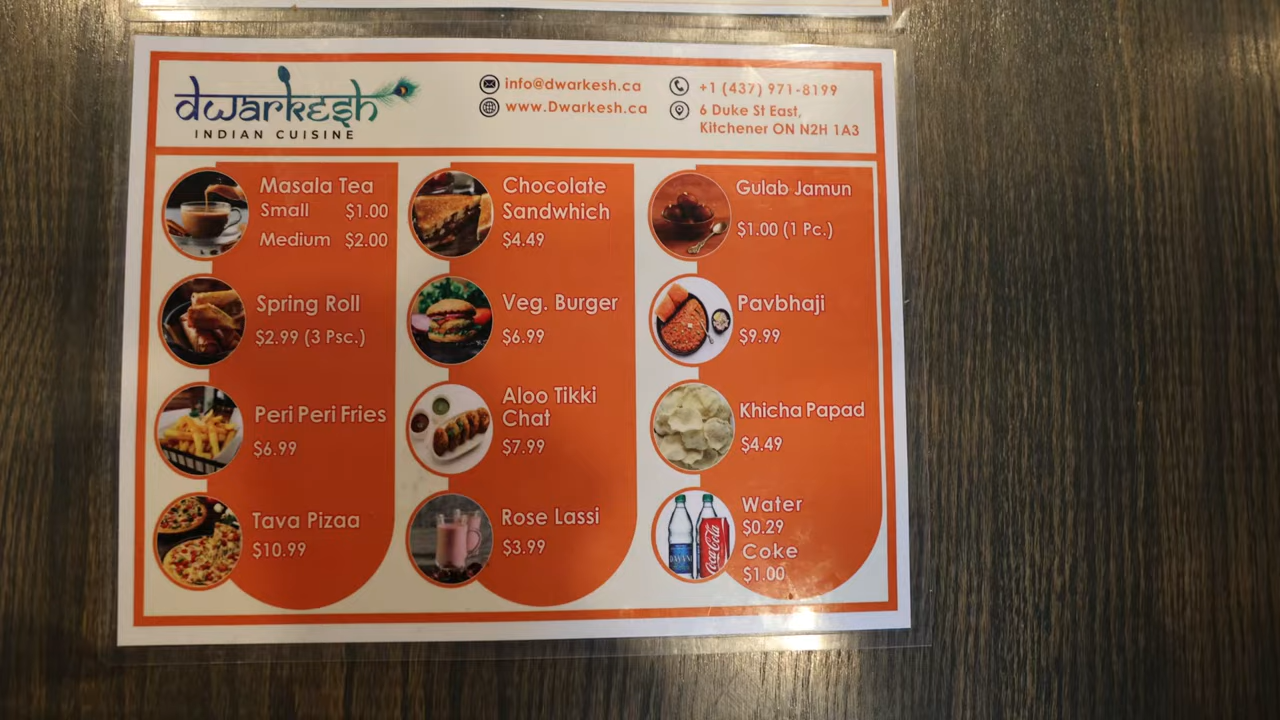 dwarkesh
INDIAN CUISINE
info@dwarkesh.ca
www.Dwarkesh.ca
+1 (437) 971-8199
6 Duke St East,
Kitchener ON N2H 1A3
Masala Tea
Small $1.00
Medium $2.00
Spring Roll
$2.99 (3 Psc.)
Peri Peri Fries
$6.99
Tava Pizaa
$10.99
Chocolate
Sandwhich
$4.49
Veg. Burger
$6.99
Aloo Tikki
Chat
$7.99
Rose Lassi
$3.99
Gulab Jamun
$1.00 (1 Pc.)
Pavbhaji
$9.99
Khicha Papad
$4.49
DASANI
Coca-Cola
Water
$0.29
Coke
$1.00